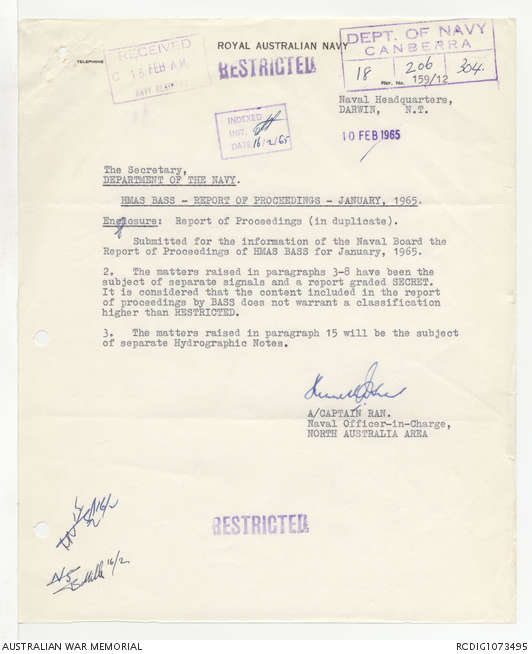 ROYAL AUSTRALIAN NAVY
TELEPHONE
RECEIVED
FEB A.M.
NAVY
RESTRICTED
DEPT. OF NAVY
CANBERRA
18 206 304
Ref. No. 159/12
Naval Headquarters,
DARWIN, N.T.
10 FEB 1965
INDEXED
UNIT.
DATE 16/2/65
The Secretary,
DEPARTMENT OF THE NAVY.
HMAS BASS - REPORT OF PROCEEDINGS - JANUARY, 1965.
Enclosure: Report of Proceedings (in duplicate).
Submitted for the information of the Naval Board the
Report of Proceedings of HMAS BASS for January, 1965.
2. The matters raised in paragraphs 3-8 have been the
subject of separate signals and a report graded SECRET.
It is considered that the content included in the report
of proceedings by BASS does not warrant a classification
higher than RESTRICTED.
3. The matters raised in paragraph 15 will be the subject
of separate Hydrographic Notes.
A/CAPTAIN RAN.
Naval Officer-in-Charge,
NORTH AUSTRALIA AREA
RESTRICTED
16/2
16/2
AUSTRALIAN WAR MEMORIAL
RCDIG1073495